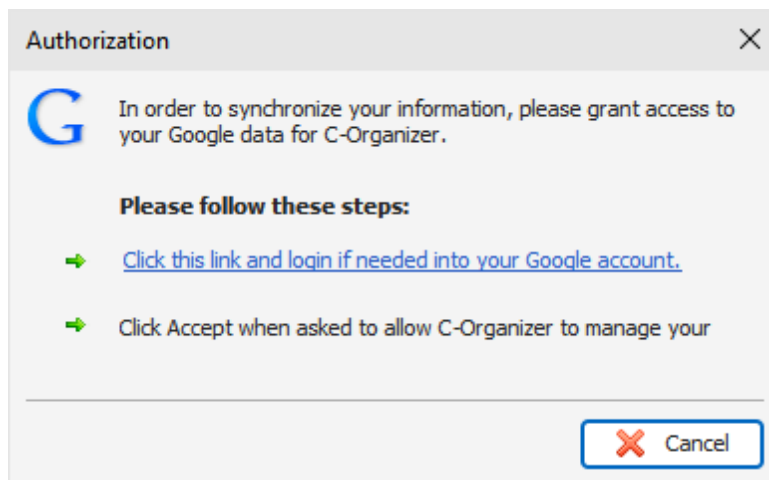 Authorization
In order to synchronize your information, please grant access to
your Google data for C-Organizer.
Please follow these steps:
Click this link and login if needed into your Google account.
Click Accept when asked to allow C-Organizer to manage your
Cancel